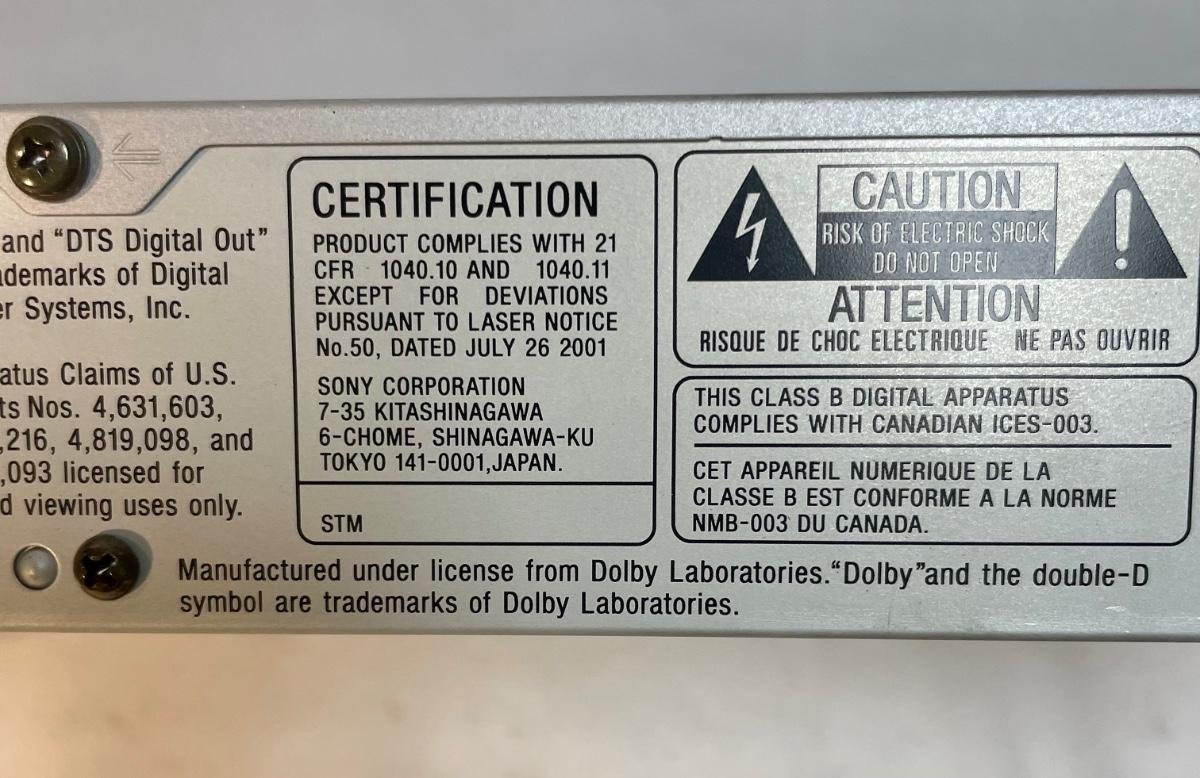 and “DTS Digital Out”
ademarks of Digital
er Systems, Inc.
atus Claims of U.S.
ts Nos. 4,631,603,
,216, 4,819,098, and
,093 licensed for
d viewing uses only.
CERTIFICATION
PRODUCT COMPLIES WITH 21
CFR 1040.10 AND 1040.11
EXCEPT FOR DEVIATIONS
PURSUANT TO LASER NOTICE
No.50, DATED JULY 26 2001
SONY CORPORATION
7-35 KITASHINAGAWA
6-CHOME, SHINAGAWA-KU
TOKYO 141-0001,JAPAN.
STM
CAUTION
RISK OF ELECTRIC SHOCK
DO NOT OPEN
ATTENTION
RISQUE DE CHOC ELECTRIQUE NE PAS OUVRIR
THIS CLASS B DIGITAL APPARATUS
COMPLIES WITH CANADIAN ICES-003.
CET APPAREIL NUMERIQUE DE LA
CLASSE B EST CONFORME A LA NORME
NMB-003 DU CANADA.
Manufactured under license from Dolby Laboratories.“Dolby”and the double-D
symbol are trademarks of Dolby Laboratories.